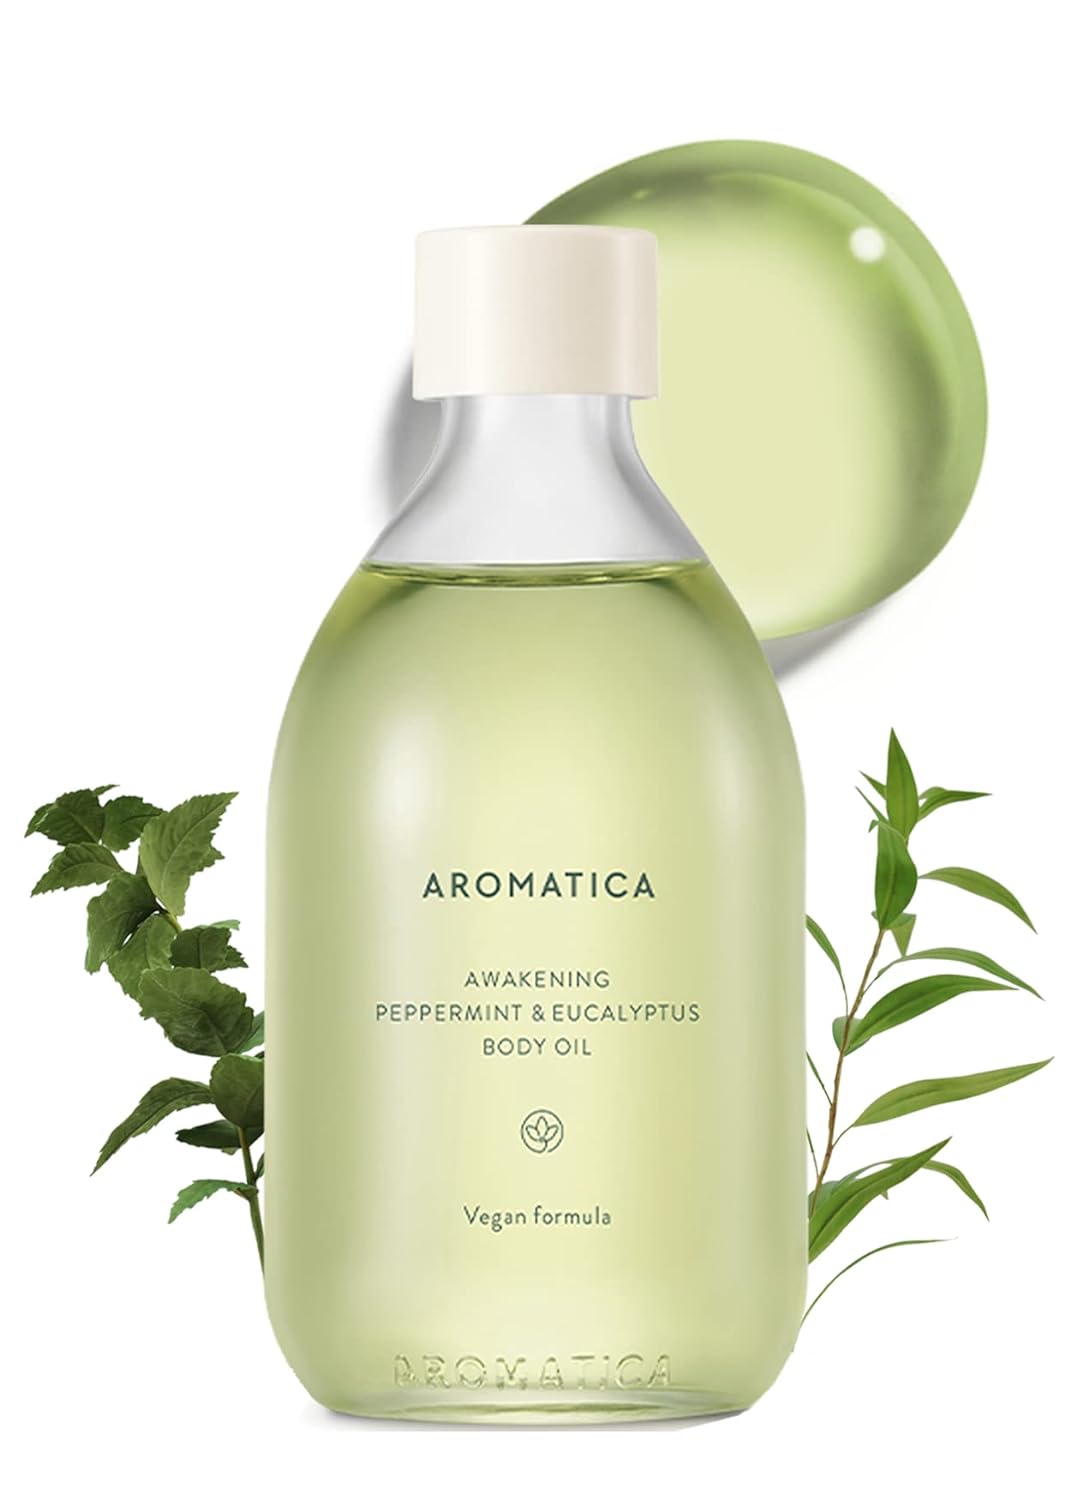 AROMATICA
AWAKENING
PEPPERMINT & EUCALYPTUS
BODY OIL
Vegan formula
AROMATICA